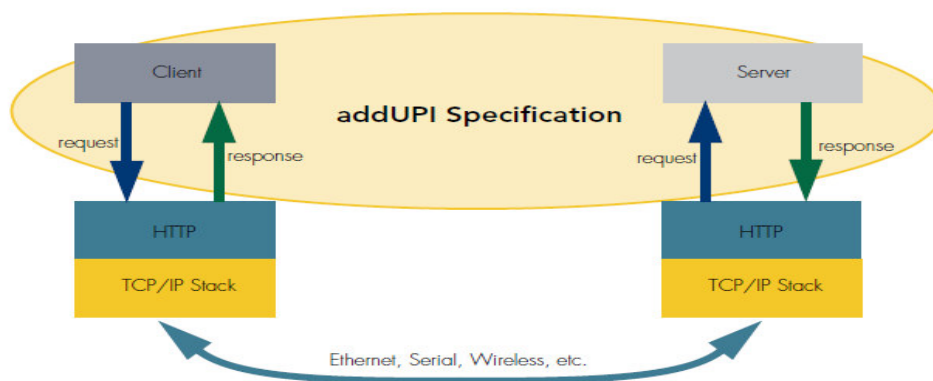 Client
Server
addUPI Specification
request
response
request
response
HTTP
HTTP
TCP/IP Stack
TCP/IP Stack
Ethernet, Serial, Wireless, etc.